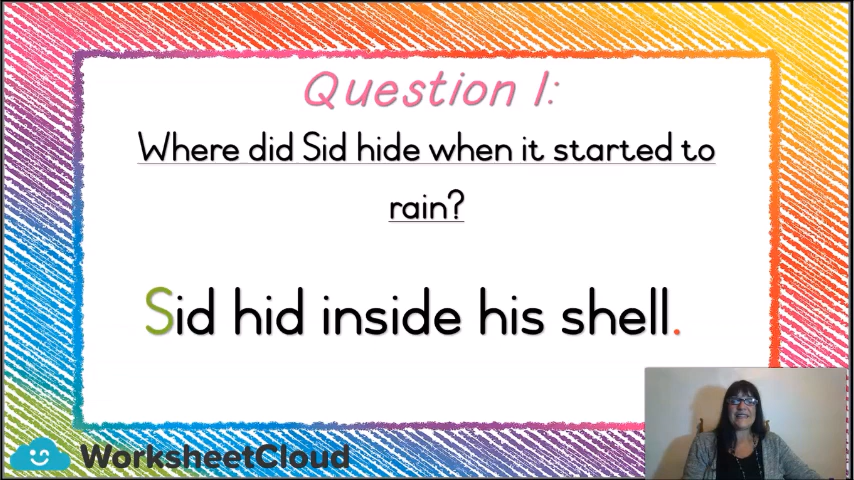 Question 1:
Where did Sid hide when it started to
rain?
Sid hid inside his shell.
WorksheetCloud